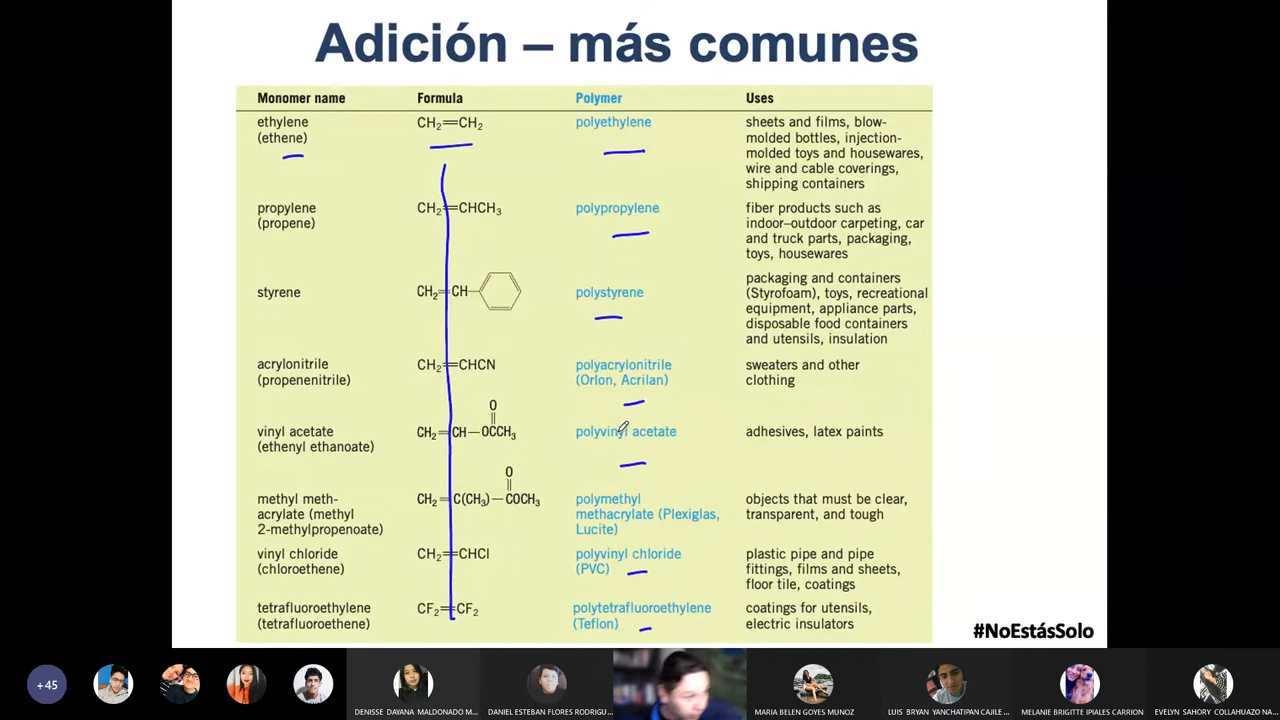 Adición – más comunes
Monomer name Formula Polymer Uses
ethylene CH2=CH2 polyethylene sheets and films, blow-
(ethene) molded bottles, injection-
molded toys and housewares,
wire and cable coverings,
shipping containers
propylene CH2=CHCH3 polypropylene fiber products such as
(propene) indoor–outdoor carpeting, car
and truck parts, packaging,
toys, housewares
packaging and containers
styrene CH2=CH— polystyrene (Styrofoam), toys, recreational
equipment, appliance parts,
disposable food containers
and utensils, insulation
acrylonitrile CH2=CHCN polyacrylonitrile sweaters and other
(propenenitrile) (Orlon, Acrilan) clothing
O
vinyl acetate CH2=CH—OCCH3 polyvinyl acetate adhesives, latex paints
(ethenyl ethanoate)
O
methyl meth- CH2=C(CH3)—COCH3 polymethyl objects that must be clear,
acrylate (methyl methacrylate (Plexiglas, transparent, and tough
2-methylpropenoate) Lucite)
vinyl chloride CH2=CHCl polyvinyl chloride plastic pipe and pipe
(chloroethene) (PVC) fittings, films and sheets,
floor tile, coatings
tetrafluoroethylene CF2=CF2 polytetrafluoroethylene coatings for utensils,
(tetrafluoroethene) (Teflon) electric insulators
#NoEstásSolo
+45
DENISSE DAYANA MALDONADO M...
DANIEL ESTEBAN FLORES RODRIGU...
MARIA BELEN GOYES MUNOZ
LUIS BRYAN YANCHATIPAN CAJILE...
MELANIE BRIGITTE IPIALES CARRION
EVELYN SAHORY COLLAHUAZO NA...